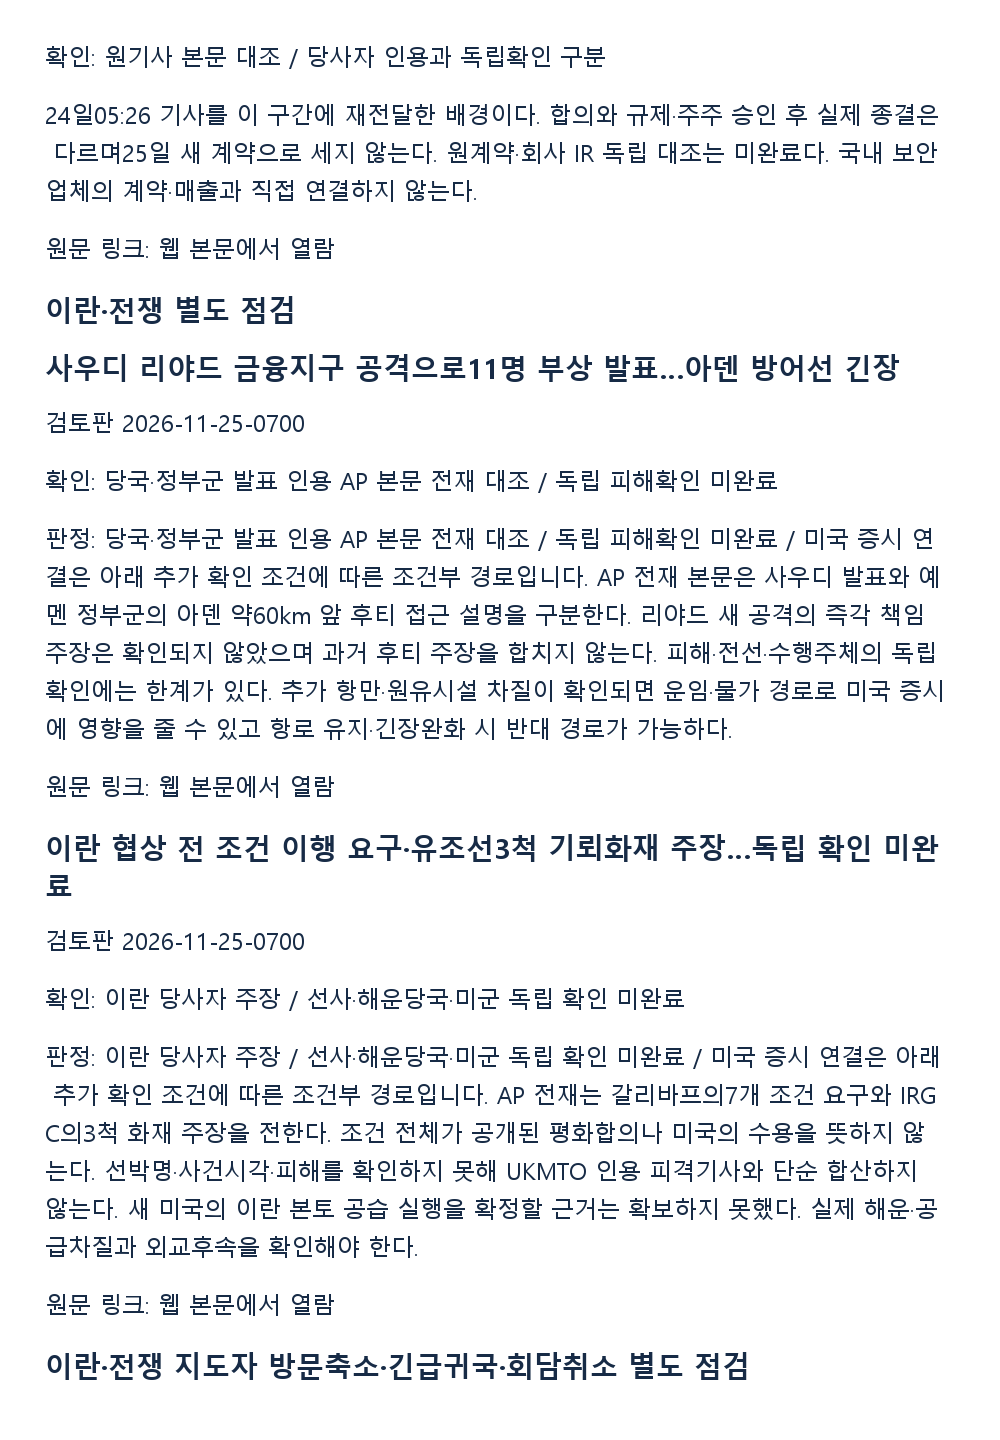 확인: 원기사 본문 대조 / 당사자 인용과 독립확인 구분
24일05:26 기사를 이 구간에 재전달한 배경이다. 합의와 규제·주주 승인 후 실제 종결은
다르며25일 새 계약으로 세지 않는다. 원계약·회사 IR 독립 대조는 미완료다. 국내 보안
업체의 계약·매출과 직접 연결하지 않는다.
원문 링크: 웹 본문에서 열람
이란·전쟁 별도 점검
사우디 리야드 금융지구 공격으로11명 부상 발표...아덴 방어선 긴장
검토판 2026-11-25-0700
확인: 당국·정부군 발표 인용 AP 본문 전재 대조 / 독립 피해확인 미완료
판정: 당국·정부군 발표 인용 AP 본문 전재 대조 / 독립 피해확인 미완료 / 미국 증시 연
결은 아래 추가 확인 조건에 따른 조건부 경로입니다. AP 전재 본문은 사우디 발표와 예
멘 정부군의 아덴 약60km 앞 후티 접근 설명을 구분한다. 리야드 새 공격의 즉각 책임
주장은 확인되지 않았으며 과거 후티 주장을 합치지 않는다. 피해·전선·수행주체의 독립
확인에는 한계가 있다. 추가 항만·원유시설 차질이 확인되면 운임·물가 경로로 미국 증시
에 영향을 줄 수 있고 항로 유지·긴장완화 시 반대 경로가 가능하다.
원문 링크: 웹 본문에서 열람
이란 협상 전 조건 이행 요구·유조선3척 기뢰화재 주장...독립 확인 미완
료
검토판 2026-11-25-0700
확인: 이란 당사자 주장 / 선사·해운당국·미군 독립 확인 미완료
판정: 이란 당사자 주장 / 선사·해운당국·미군 독립 확인 미완료 / 미국 증시 연결은 아래
추가 확인 조건에 따른 조건부 경로입니다. AP 전재는 갈리바프의7개 조건 요구와 IRG
C의3척 화재 주장을 전한다. 조건 전체가 공개된 평화합의나 미국의 수용을 뜻하지 않
는다. 선박명·사건시각·피해를 확인하지 못해 UKMTO 인용 피격기사와 단순 합산하지
않는다. 새 미국의 이란 본토 공습 실행을 확정할 근거는 확보하지 못했다. 실제 해운·공
급차질과 외교후속을 확인해야 한다.
원문 링크: 웹 본문에서 열람
이란·전쟁 지도자 방문축소·긴급귀국·회담취소 별도 점검